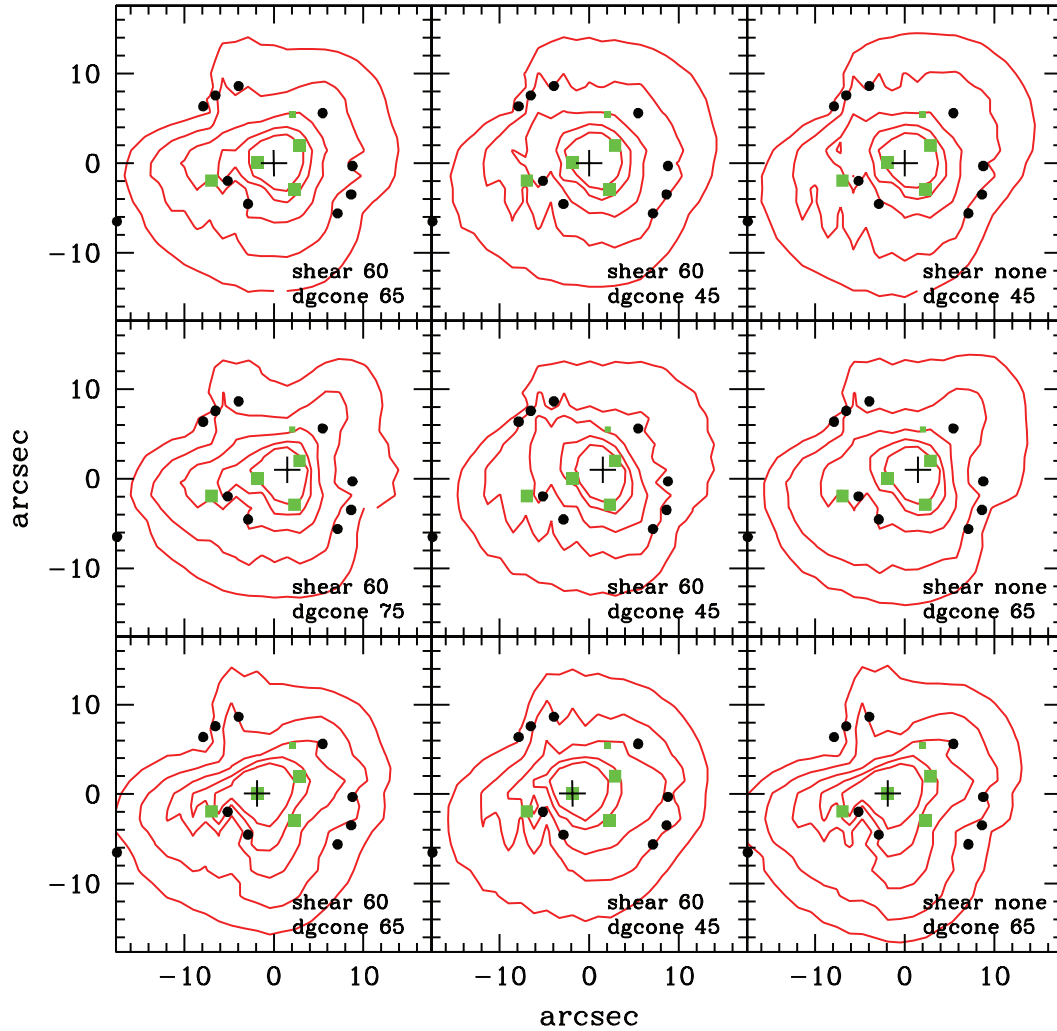 10
0
−10
shear 60
dgcone 65
shear 60
dgcone 45
shear none
dgcone 45
arcsec
10
0
−10
shear 60
dgcone 75
shear 60
dgcone 45
shear none
dgcone 65
10
0
−10
shear 60
dgcone 65
shear 60
dgcone 45
shear none
dgcone 65
−10 0 10 −10 0 10 −10 0 10
arcsec